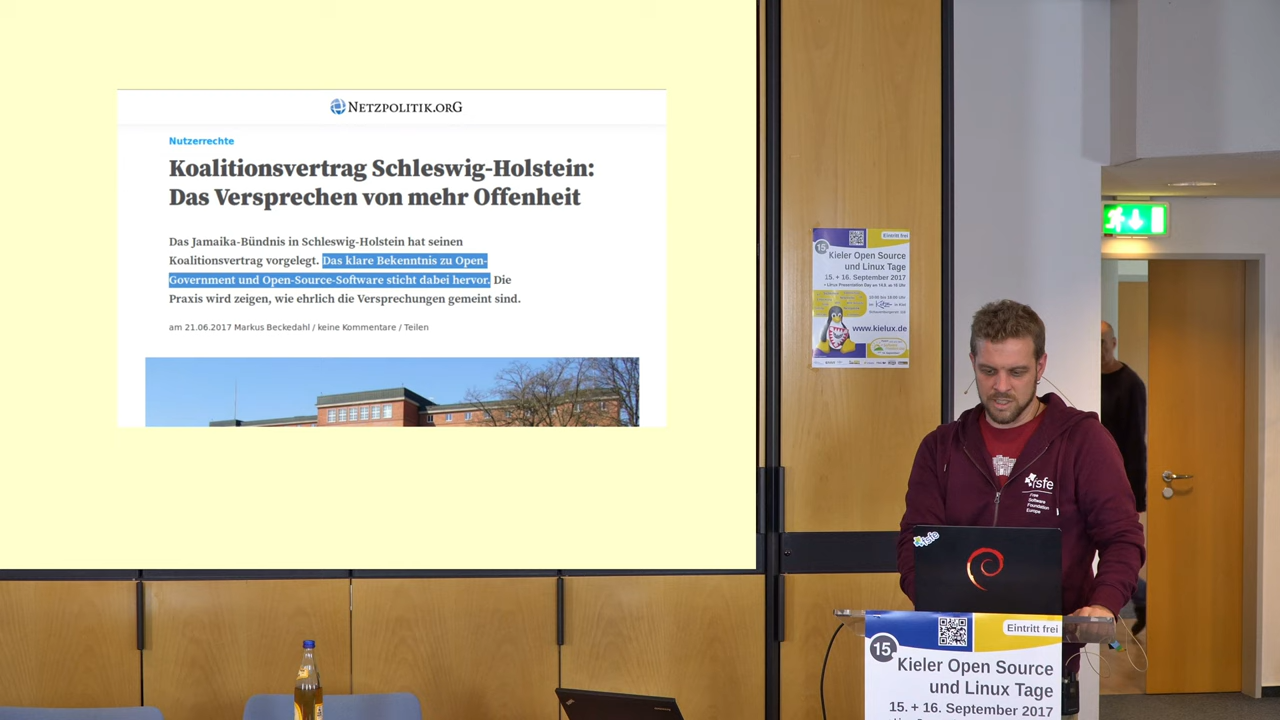 NETZPOLITIK.ORG
Nutzerrechte
Koalitionsvertrag Schleswig-Holstein:
Das Versprechen von mehr Offenheit
Das Jamaika-Bündnis in Schleswig-Holstein hat seinen
Koalitionsvertrag vorgelegt. Das klare Bekenntnis zu Open-
Government und Open-Source-Software sticht dabei hervor. Die
Praxis wird zeigen, wie ehrlich die Versprechungen gemeint sind.
am 21.06.2017 Markus Beckedahl / keine Kommentare / Teilen
Eintritt frei
15.
Kieler Open Source
und Linux Tage
15. + 16. September 2017
www.kielux.de
fsfe
Free
Software
Foundation
Europe
fsfe
Eintritt frei
15.
Kieler Open Source
und Linux Tage
15. + 16. September 2017